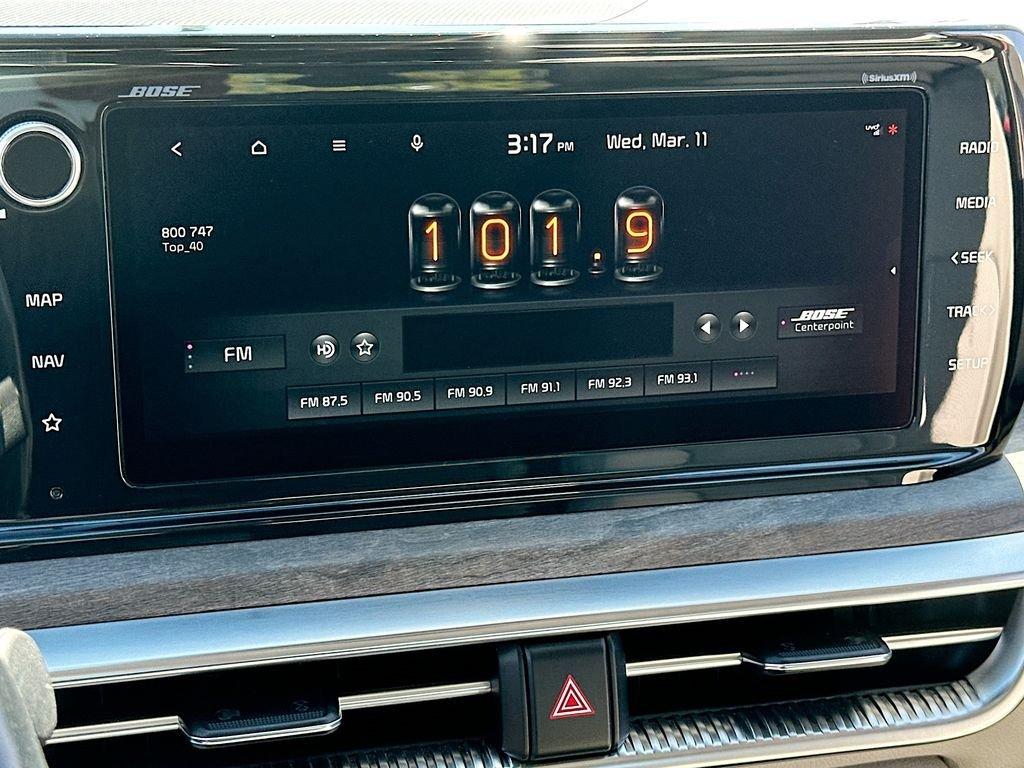 BOSE
SiriusXM
3:17 PM Wed, Mar. 11
UVO
RADIO
MEDIA
< SEEK
TRACK >
SETUP
MAP
NAV
800 747
Top_40
101.9
FM
HD
BOSE
Centerpoint
FM 87.5 FM 90.5 FM 90.9 FM 91.1 FM 92.3 FM 93.1